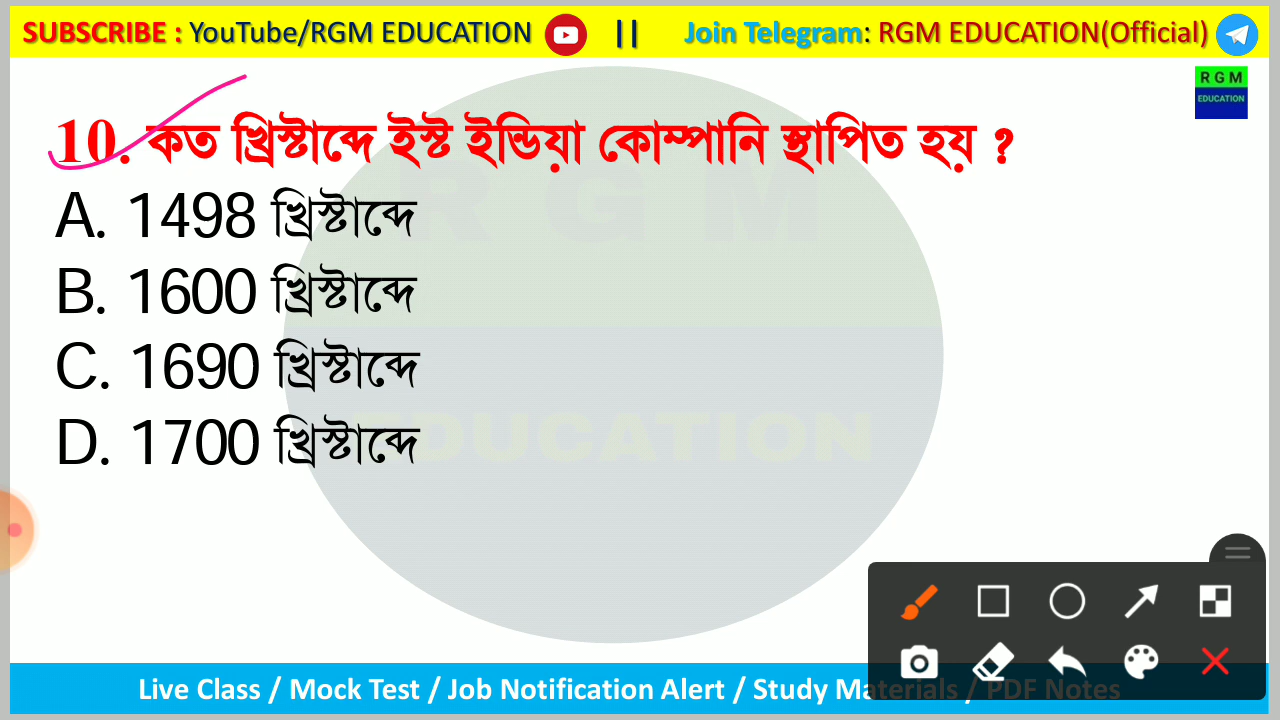 SUBSCRIBE : YouTube/RGM EDUCATION || Join Telegram: RGM EDUCATION(Official)
R G M
EDUCATION
10. কত খ্রিস্টাব্দে ইস্ট ইন্ডিয়া কোম্পানি স্থাপিত হয় ?
A. 1498 খ্রিস্টাব্দে
B. 1600 খ্রিস্টাব্দে
C. 1690 খ্রিস্টাব্দে
D. 1700 খ্রিস্টাব্দে
R G M
EDUCATION
Live Class / Mock Test / Job Notification Alert / Study Materials / PDF Notes